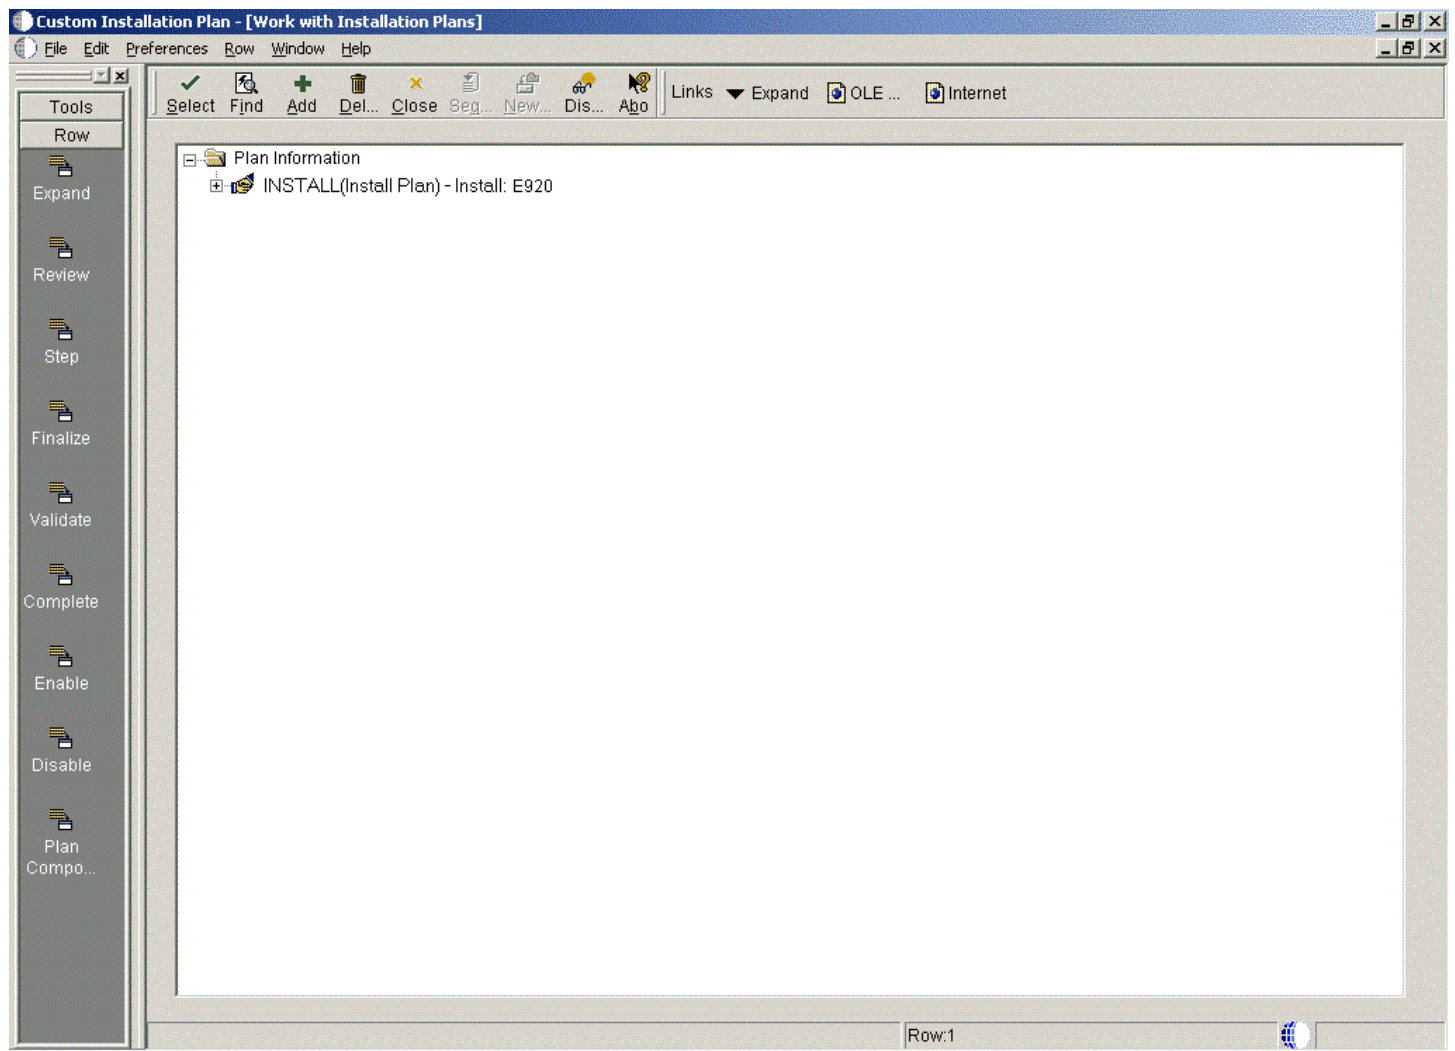 Custom Installation Plan - [Work with Installation Plans]
File Edit Preferences Row Window Help
Tools
Row
Expand
Review
Step
Finalize
Validate
Complete
Enable
Disable
Plan
Compo...
Select Find Add Del... Close Seq... New... Dis... Abo
Links Expand OLE ... Internet
Plan Information
INSTALL(Install Plan) - Install: E920
Row:1